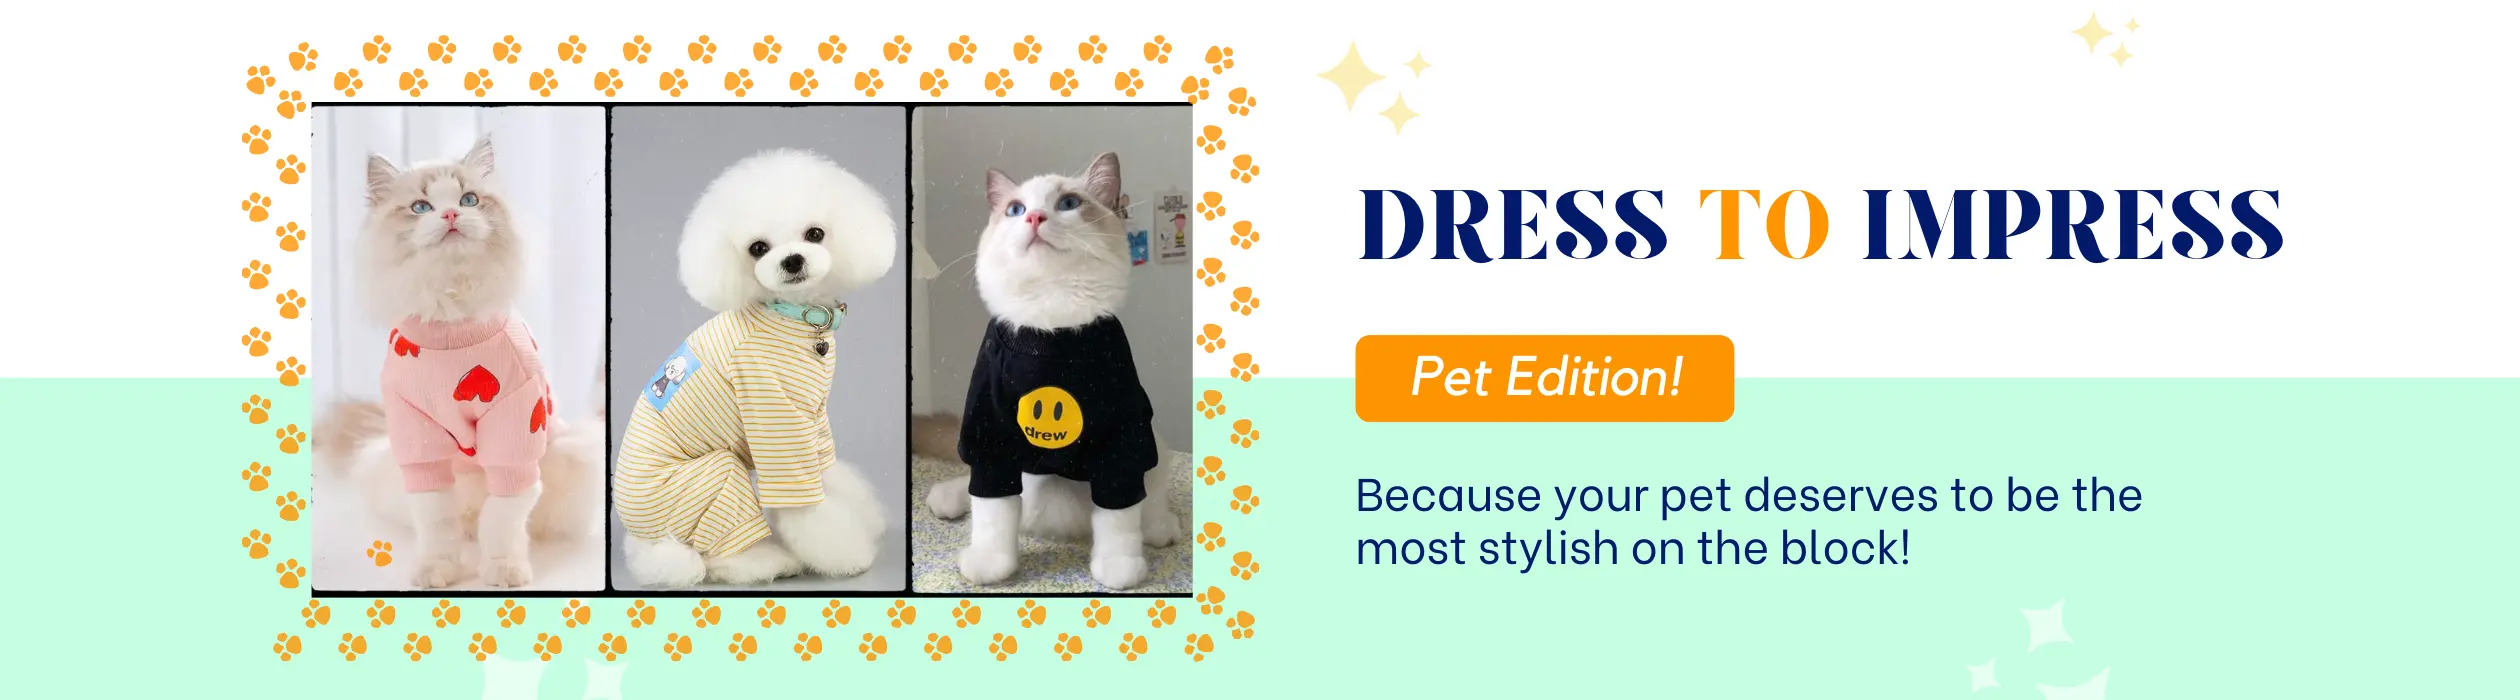 DRESS TO IMPRESS
Pet Edition!
Because your pet deserves to be the
most stylish on the block!
drew